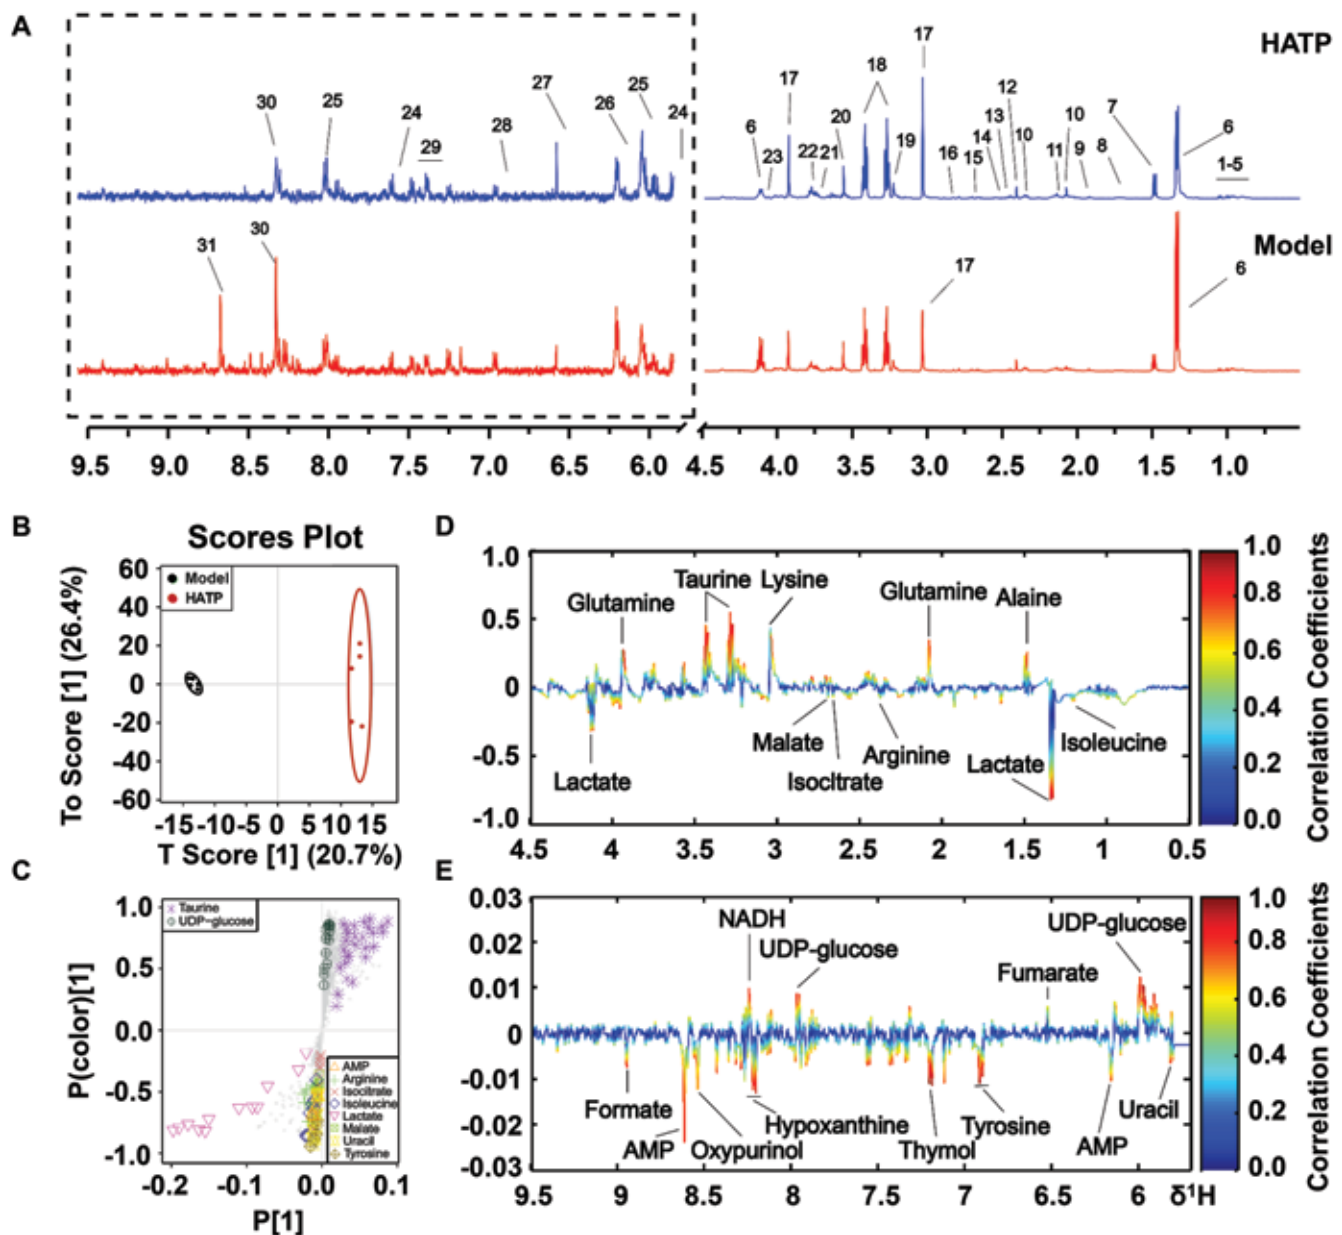 A
HATP
17
17
18
30
25
24
29
28
27
26
25
24
6
23
22
21
20
19
16
15
14
13
12
10
11
10
9
8
7
6
1-5
Model
31
30
17
6
9.5 9.0 8.5 8.0 7.5 7.0 6.5 6.0 4.5 4.0 3.5 3.0 2.5 2.0 1.5 1.0
B
Scores Plot
To Score [1] (26.4%)
Model
HATP
60
40
20
0
-20
-40
-60
-15 -10 -5 0 5 10 15
T Score [1] (20.7%)
C
P(color)[1]
Taurine
UDP-glucose
1.0
0.5
0.0
-0.5
-1.0
AMP
Arginine
Isocitrate
Isoleucine
Lactate
Malate
Uracil
Tyrosine
-0.2 -0.1 0.0 0.1
P[1]
D
1.0
0.5
0
-0.5
-1.0
Glutamine
Taurine
Lysine
Glutamine
Alaine
Lactate
Malate
Isocltrate
Arginine
Lactate
Isoleucine
4.5 4 3.5 3 2.5 2 1.5 1 0.5
1.0
0.8
0.6
0.4
0.2
0.0
Correlation Coefficients
E
0.03
0.02
0.01
0
-0.01
-0.02
-0.03
NADH
UDP-glucose
Fumarate
UDP-glucose
Formate
AMP
Oxypurinol
Hypoxanthine
Thymol
Tyrosine
AMP
Uracil
9.5 9 8.5 8 7.5 7 6.5 6 δ¹H
1.0
0.8
0.6
0.4
0.2
0.0
Correlation Coefficients